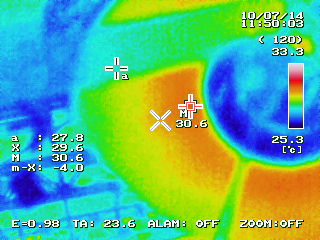 10/07/14
11:50:03
( 120)
33.3
a
M
30.6
a : 27.8
X : 29.6
M : 30.6
m-X: -4.0
25.3
[℃]
E=0.98 TA: 23.6 ALAM: OFF ZOOM:OFF